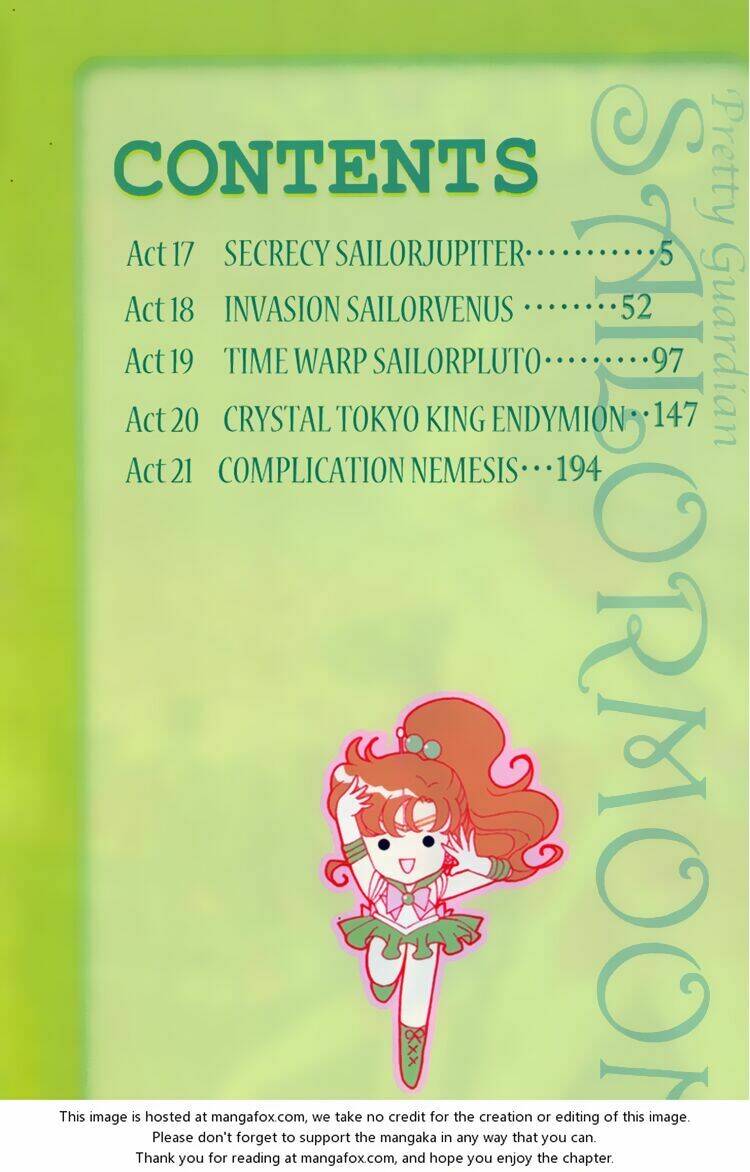 CONTENTS
Act 17 SECRECY SAILORJUPITER···········5
Act 18 INVASION SAILORVENUS ········52
Act 19 TIME WARP SAILORPLUTO·········97
Act 20 CRYSTAL TOKYO KING ENDYMION··147
Act 21 COMPLICATION NEMESIS···194
Pretty Guardian
SAILORMOON
This image is hosted at mangafox.com, we take no credit for the creation or editing of this image.
Please don't forget to support the mangaka in any way that you can.
Thank you for reading at mangafox.com, and hope you enjoy the chapter.